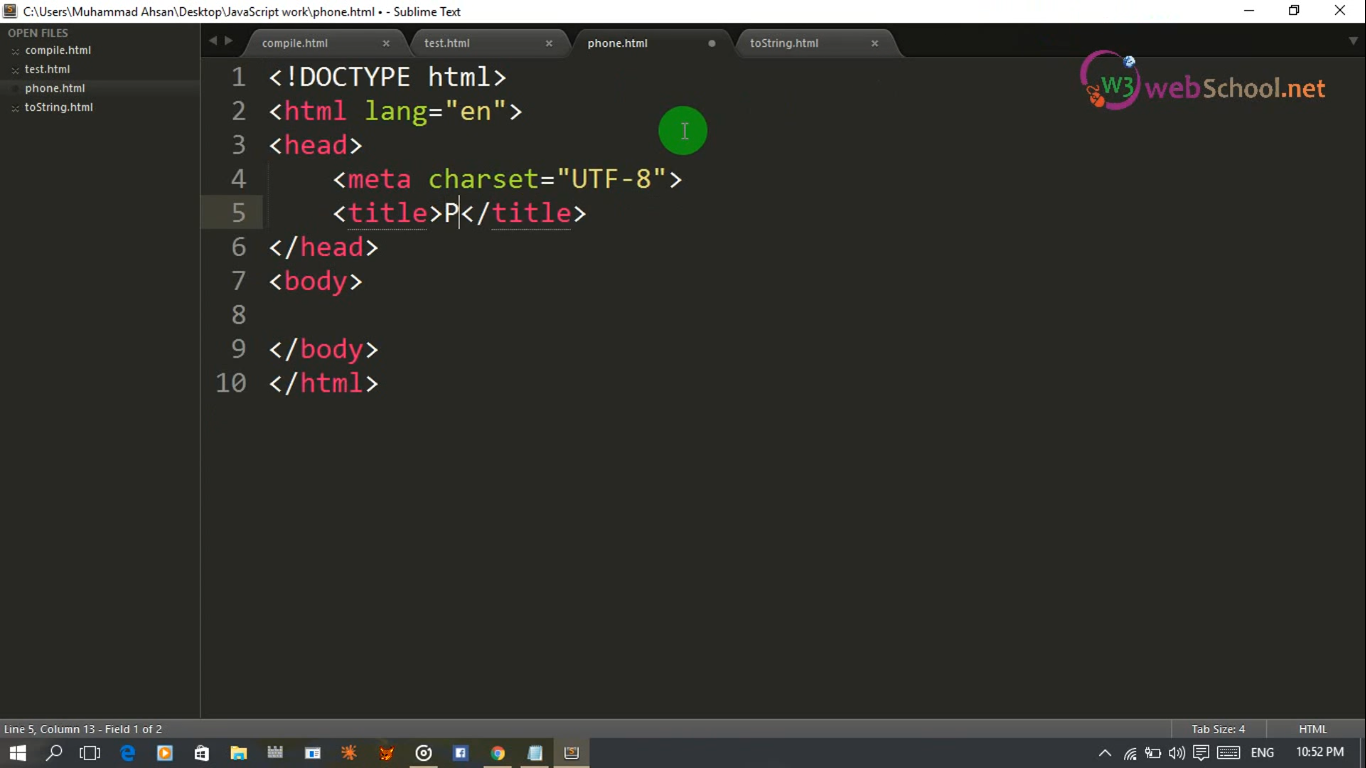 C:\Users\Muhammad Ahsan\Desktop\JavaScript work\phone.html • - Sublime Text
OPEN FILES
compile.html
test.html
phone.html
toString.html
compile.html × test.html × phone.html toString.html ×
W3 webSchool.net
1 <!DOCTYPE html>
2 <html lang="en">
3 <head>
4     <meta charset="UTF-8">
5     <title>P</title>
6 </head>
7 <body>
8
9 </body>
10 </html>
Line 5, Column 13 - Field 1 of 2
Tab Size: 4
HTML
ENG
10:52 PM